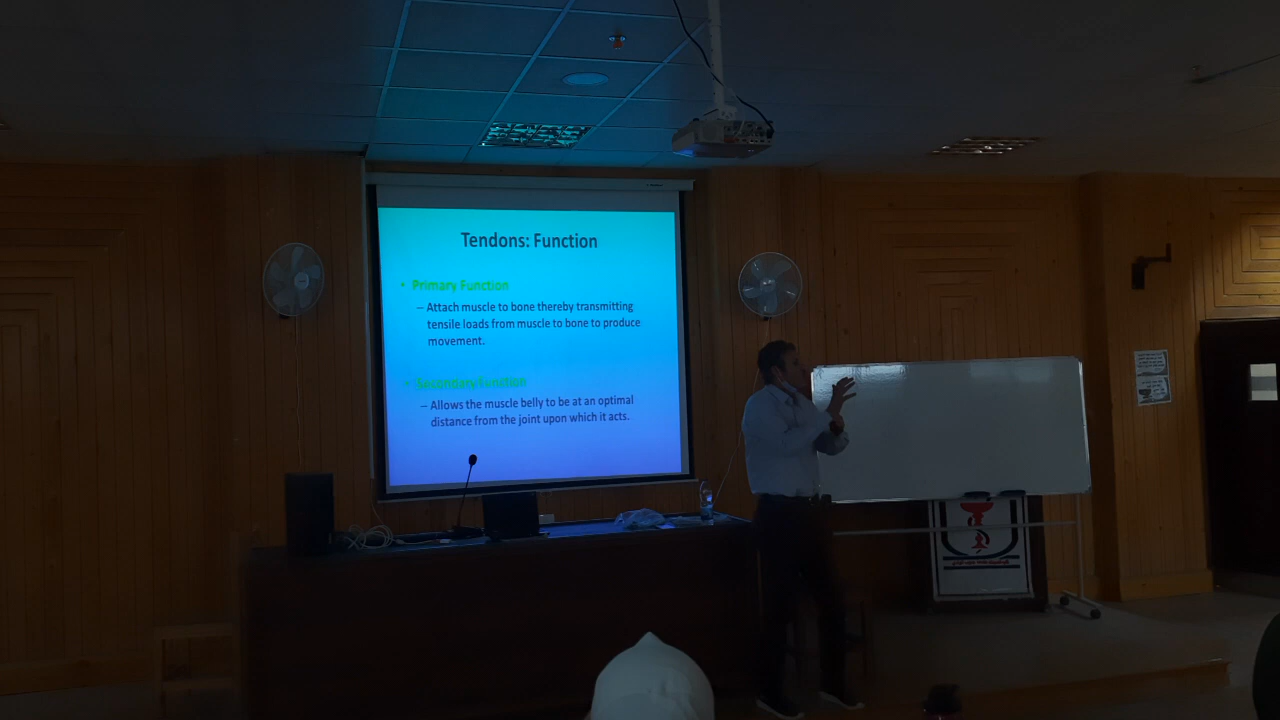 Tendons: Function
• Primary Function
– Attach muscle to bone thereby transmitting
tensile loads from muscle to bone to produce
movement.
• Secondary Function
– Allows the muscle belly to be at an optimal
distance from the joint upon which it acts.